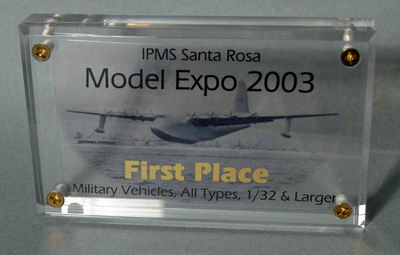 IPMS Santa Rosa
Model Expo 2003
First Place
Military Vehicles, All Types, 1/32 & Larger